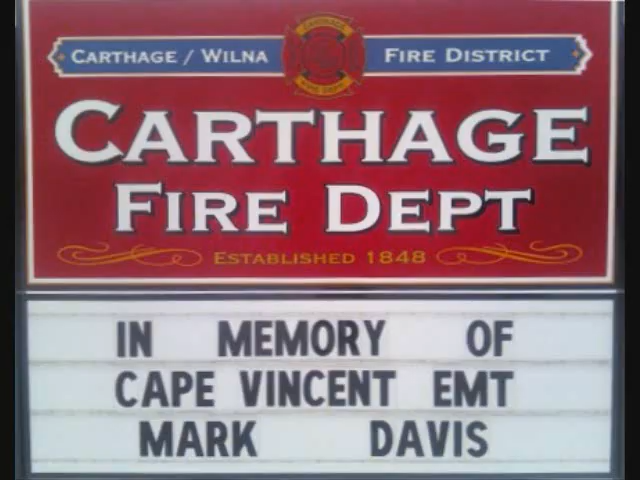 CARTHAGE / WILNA FIRE DISTRICT
CARTHAGE
FIRE DEPT
ESTABLISHED 1848
IN MEMORY OF
CAPE VINCENT EMT
MARK DAVIS